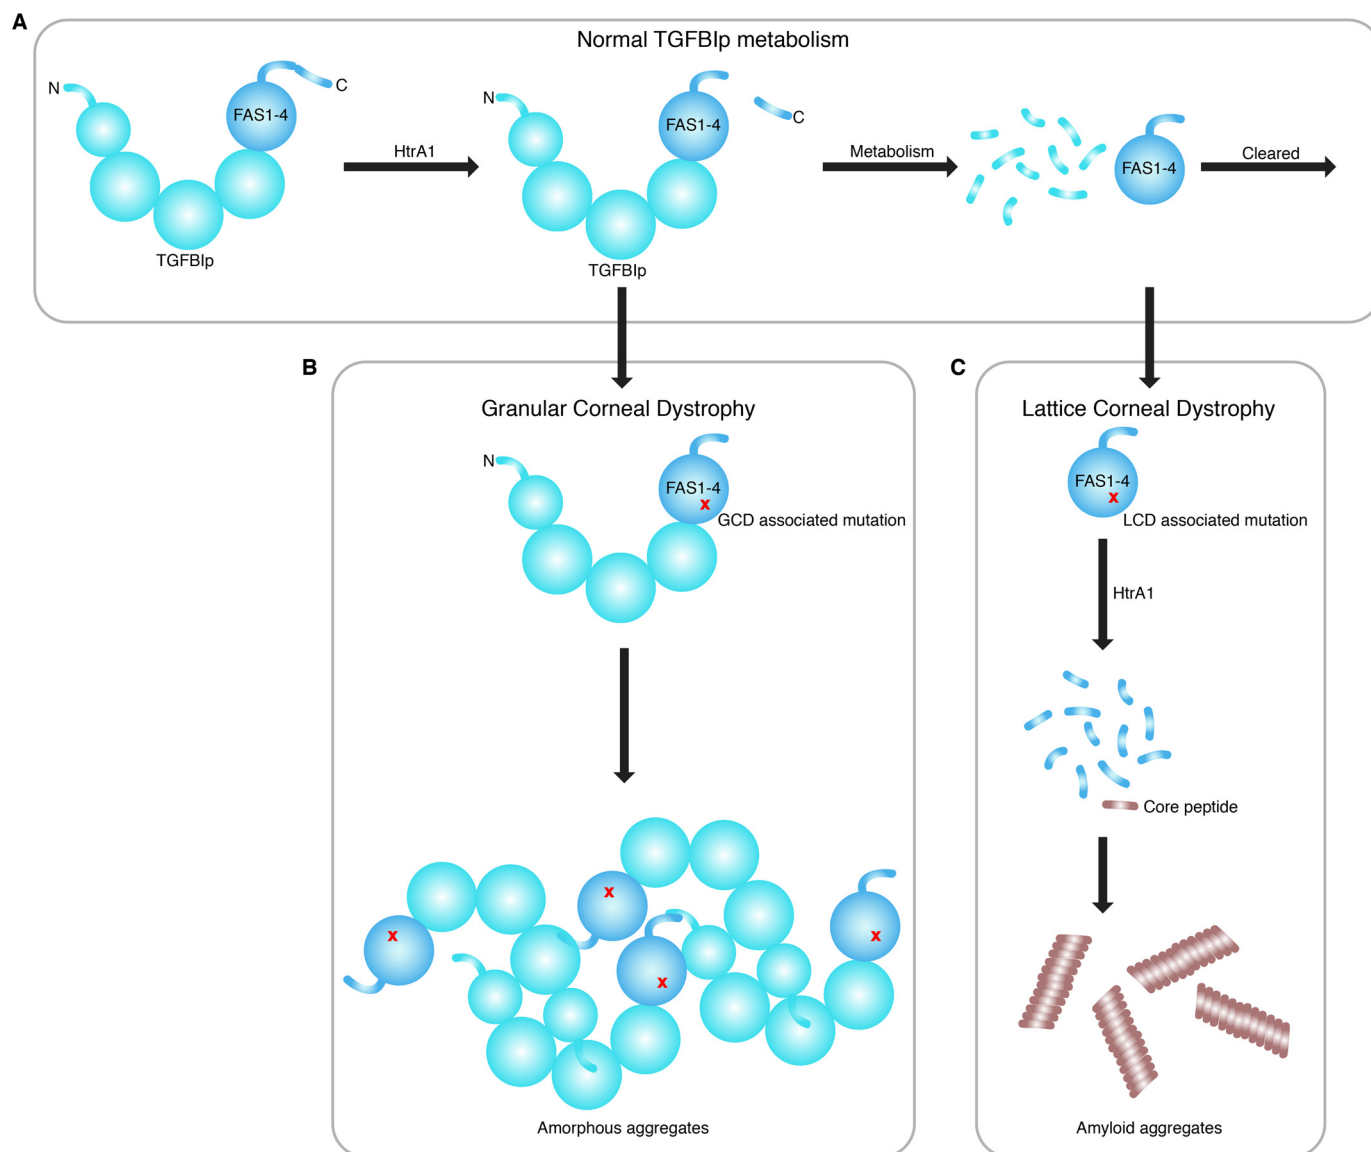 A
Normal TGFBIp metabolism
N
C
FAS1-4
TGFBIp
HtrA1
N
C
FAS1-4
TGFBIp
Metabolism
FAS1-4
Cleared
B
Granular Corneal Dystrophy
N
FAS1-4
x
GCD associated mutation
x
x
x
x
Amorphous aggregates
C
Lattice Corneal Dystrophy
FAS1-4
x
LCD associated mutation
HtrA1
Core peptide
Amyloid aggregates